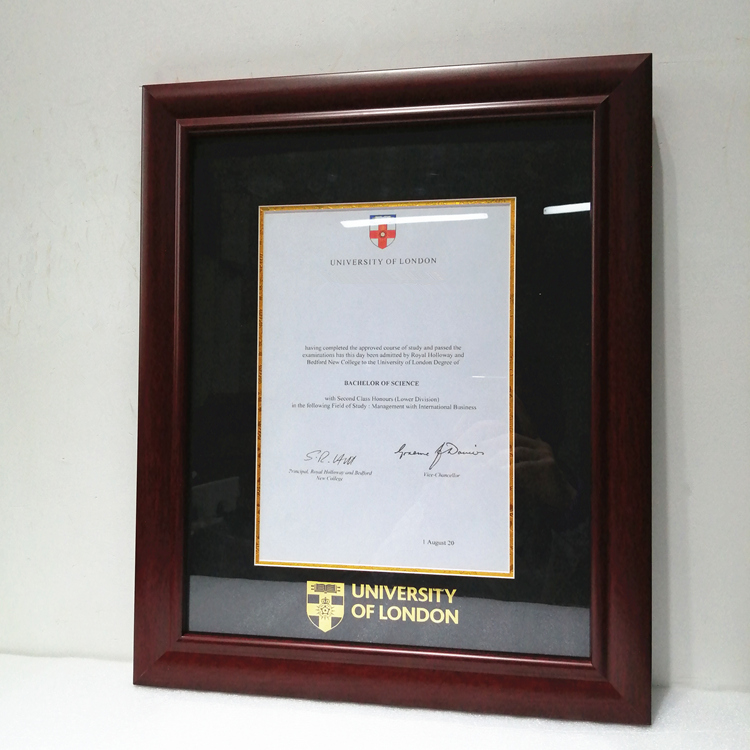 UNIVERSITY OF LONDON
having completed the approved course of study and passed the
examinations has this day been admitted by Royal Holloway and
Bedford New College to the University of London Degree of
BACHELOR OF SCIENCE
with Second Class Honours (Lower Division)
in the following Field of Study : Management with International Business
Principal, Royal Holloway and Bedford
New College
Graeme J Davies
Vice-Chancellor
1 August 20
UNIVERSITY
OF LONDON